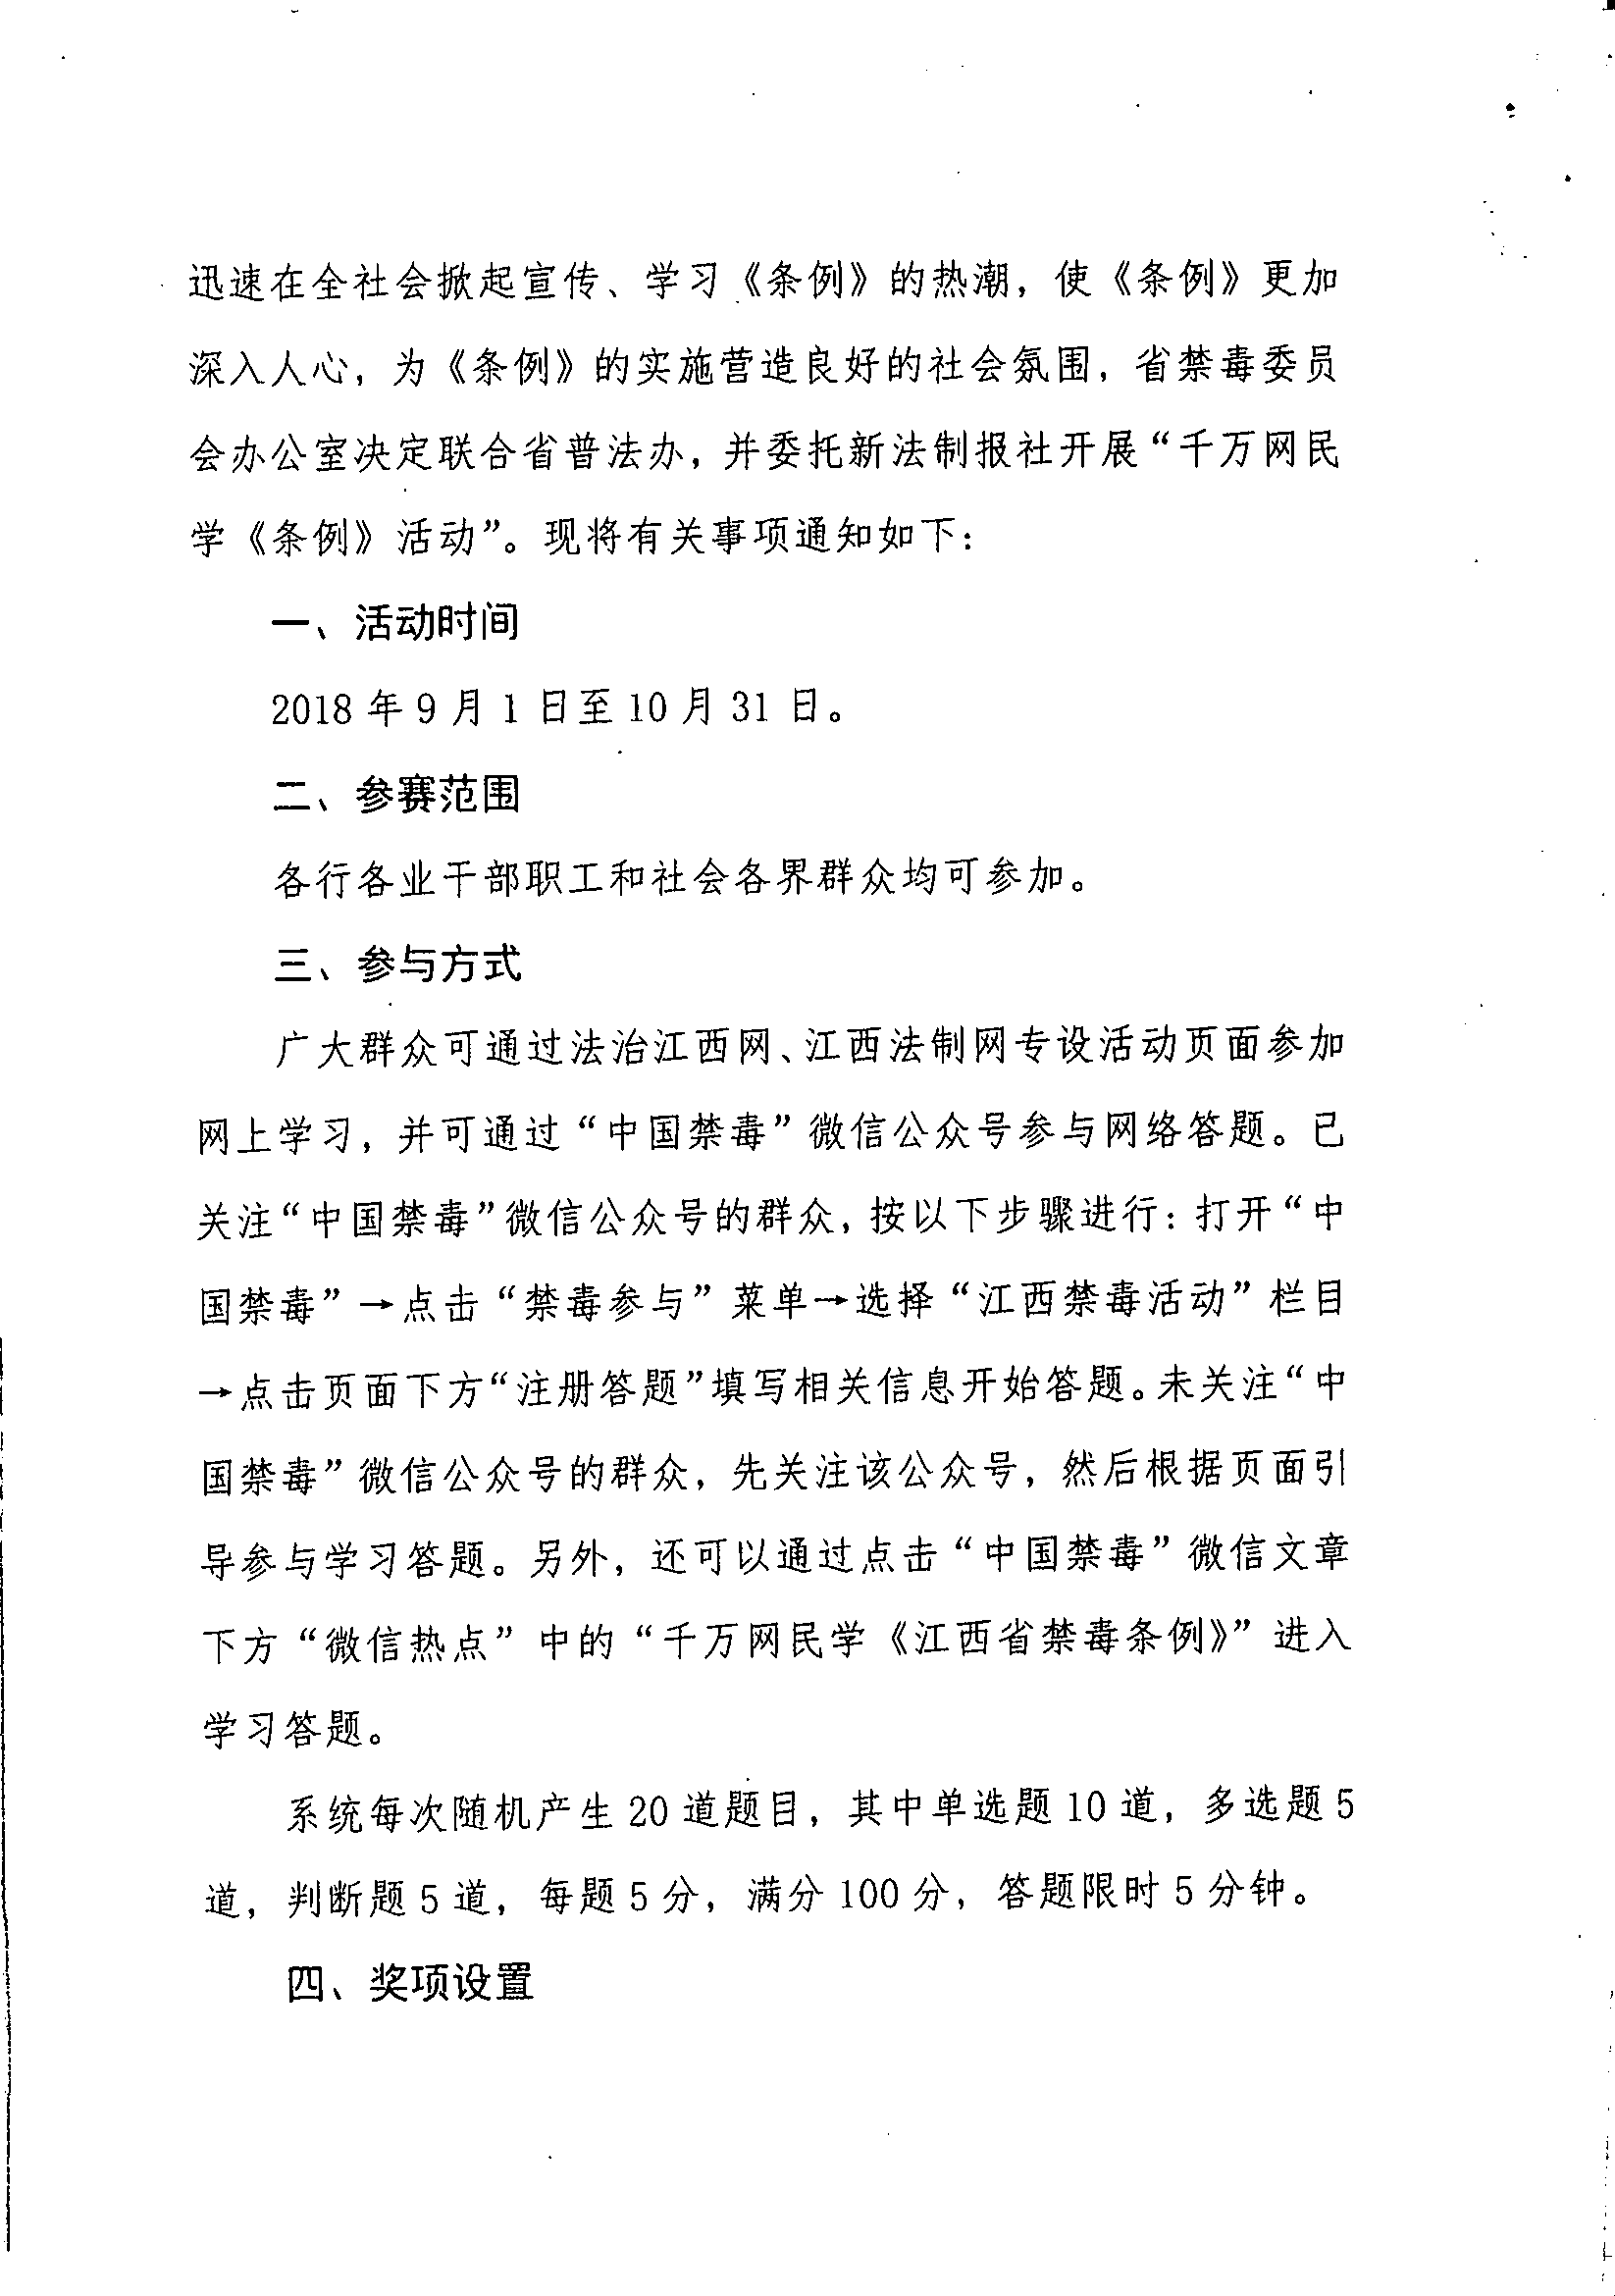 迅速在全社会掀起宣传、学习《条例》的热潮，使《条例》更加
深入人心，为《条例》的实施营造良好的社会氛围，省禁毒委员
会办公室决定联合省普法办，并委托新法制报社开展“千万网民
学《条例》活动”。现将有关事项通知如下：
一、活动时间
2018 年 9 月 1 日至 10 月 31 日。
二、参赛范围
各行各业干部职工和社会各界群众均可参加。
三、参与方式
广大群众可通过法治江西网、江西法制网专设活动页面参加
网上学习，并可通过“中国禁毒”微信公众号参与网络答题。已
关注“中国禁毒”微信公众号的群众，按以下步骤进行：打开“中
国禁毒”→点击“禁毒参与”菜单→选择“江西禁毒活动”栏目
→点击页面下方“注册答题”填写相关信息开始答题。未关注“中
国禁毒”微信公众号的群众，先关注该公众号，然后根据页面引
导参与学习答题。另外，还可以通过点击“中国禁毒”微信文章
下方“微信热点”中的“千万网民学《江西省禁毒条例》”进入
学习答题。
系统每次随机产生 20 道题目，其中单选题 10 道，多选题 5
道，判断题 5 道，每题 5 分，满分 100 分，答题限时 5 分钟。
四、奖项设置